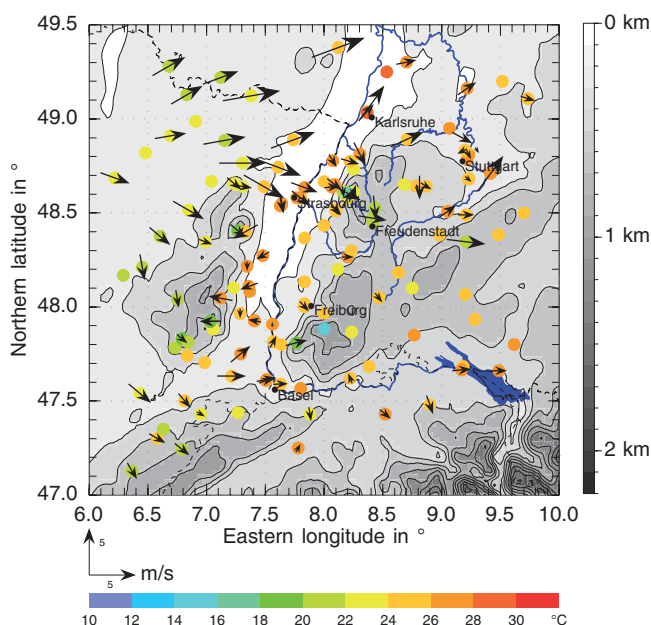 49.5
49.0
48.5
48.0
47.5
47.0
Northern latitude in °
6.0 6.5 7.0 7.5 8.0 8.5 9.0 9.5 10.0
Eastern longitude in °
Karlsruhe
Stuttgart
Strasbourg
Freudenstadt
Freiburg
Basel
0 km
1 km
2 km
5
5
m/s
10 12 14 16 18 20 22 24 26 28 30 °C